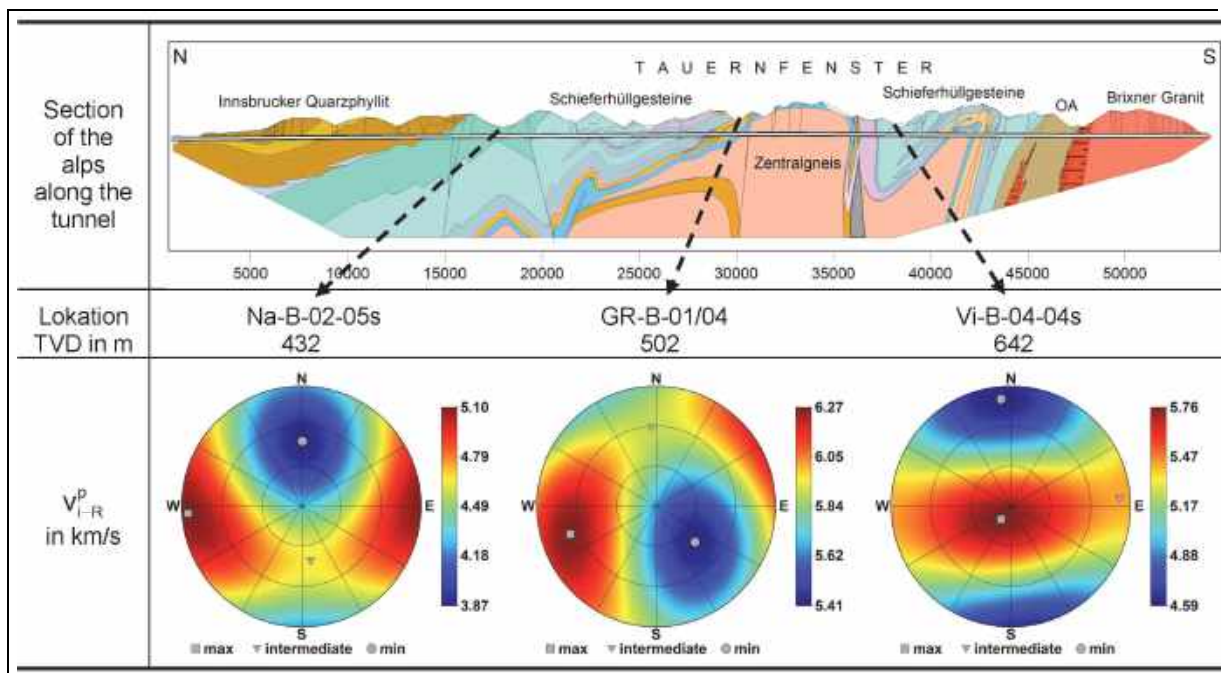 Section
of the
alps
along the
tunnel
N
S
T A U E R N F E N S T E R
Innsbrucker Quarzphyllit
Schieferhüllgesteine
Schieferhüllgesteine
OA
Brixner Granit
Zentralgneis
5000 10000 15000 20000 25000 30000 35000 40000 45000 50000
Lokation
TVD in m
Na-B-02-05s
432
GR-B-01/04
502
Vi-B-04-04s
642
v^p_{i-R}
in km/s
N
W
E
S
5.10
4.79
4.49
4.18
3.87
max intermediate min
N
W
E
S
6.27
6.05
5.84
5.62
5.41
max intermediate min
N
W
E
S
5.76
5.47
5.17
4.88
4.59
max intermediate min